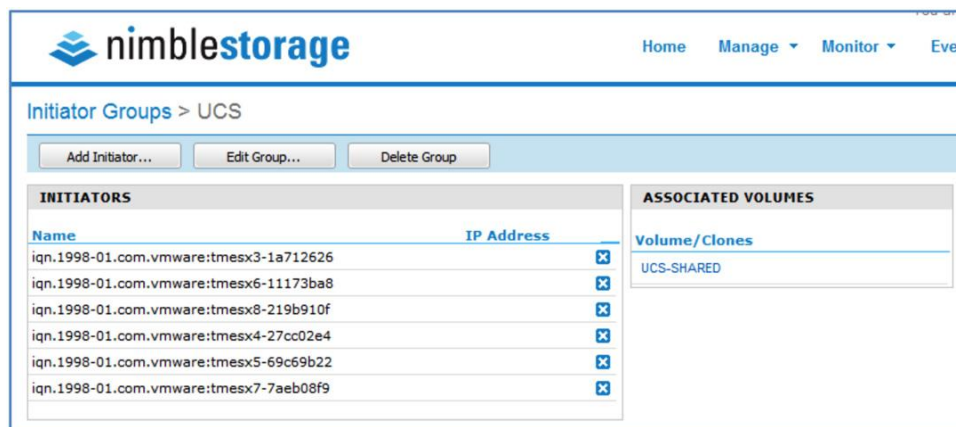 nimblestorage
Home Manage Monitor Eve
Initiator Groups > UCS
Add Initiator... Edit Group... Delete Group
INITIATORS
Name IP Address
iqn.1998-01.com.vmware:tmesx3-1a712626
iqn.1998-01.com.vmware:tmesx6-11173ba8
iqn.1998-01.com.vmware:tmesx8-219b910f
iqn.1998-01.com.vmware:tmesx4-27cc02e4
iqn.1998-01.com.vmware:tmesx5-69c69b22
iqn.1998-01.com.vmware:tmesx7-7aeb08f9
ASSOCIATED VOLUMES
Volume/Clones
UCS-SHARED